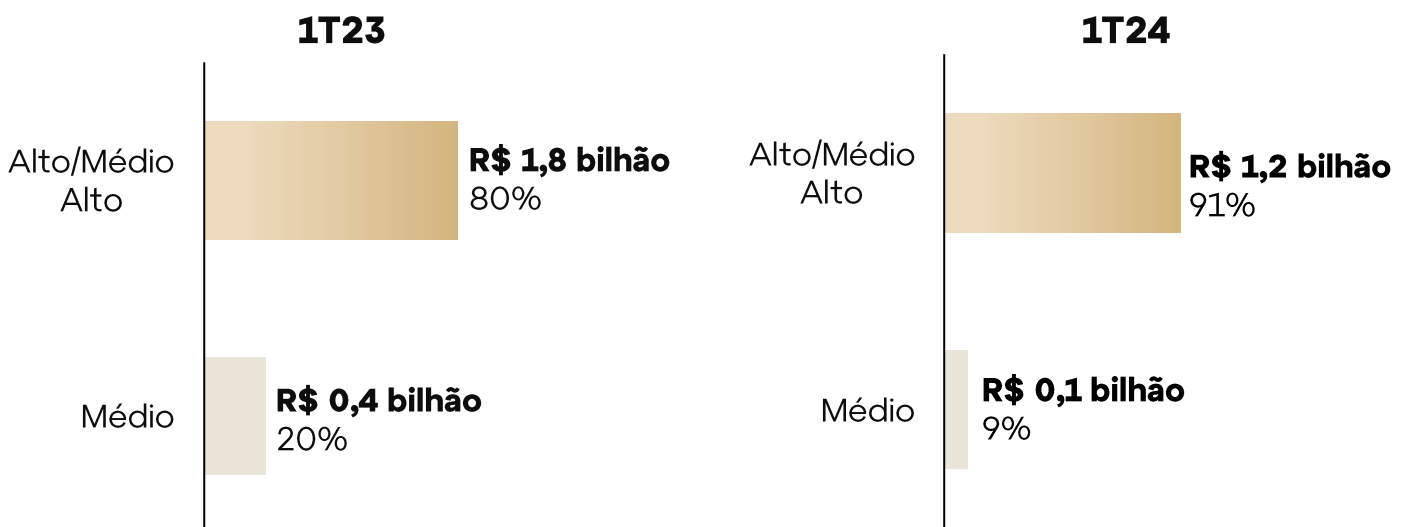 1T23
Alto/Médio
Alto
R$ 1,8 bilhão
80%
Médio
R$ 0,4 bilhão
20%
1T24
Alto/Médio
Alto
R$ 1,2 bilhão
91%
Médio
R$ 0,1 bilhão
9%